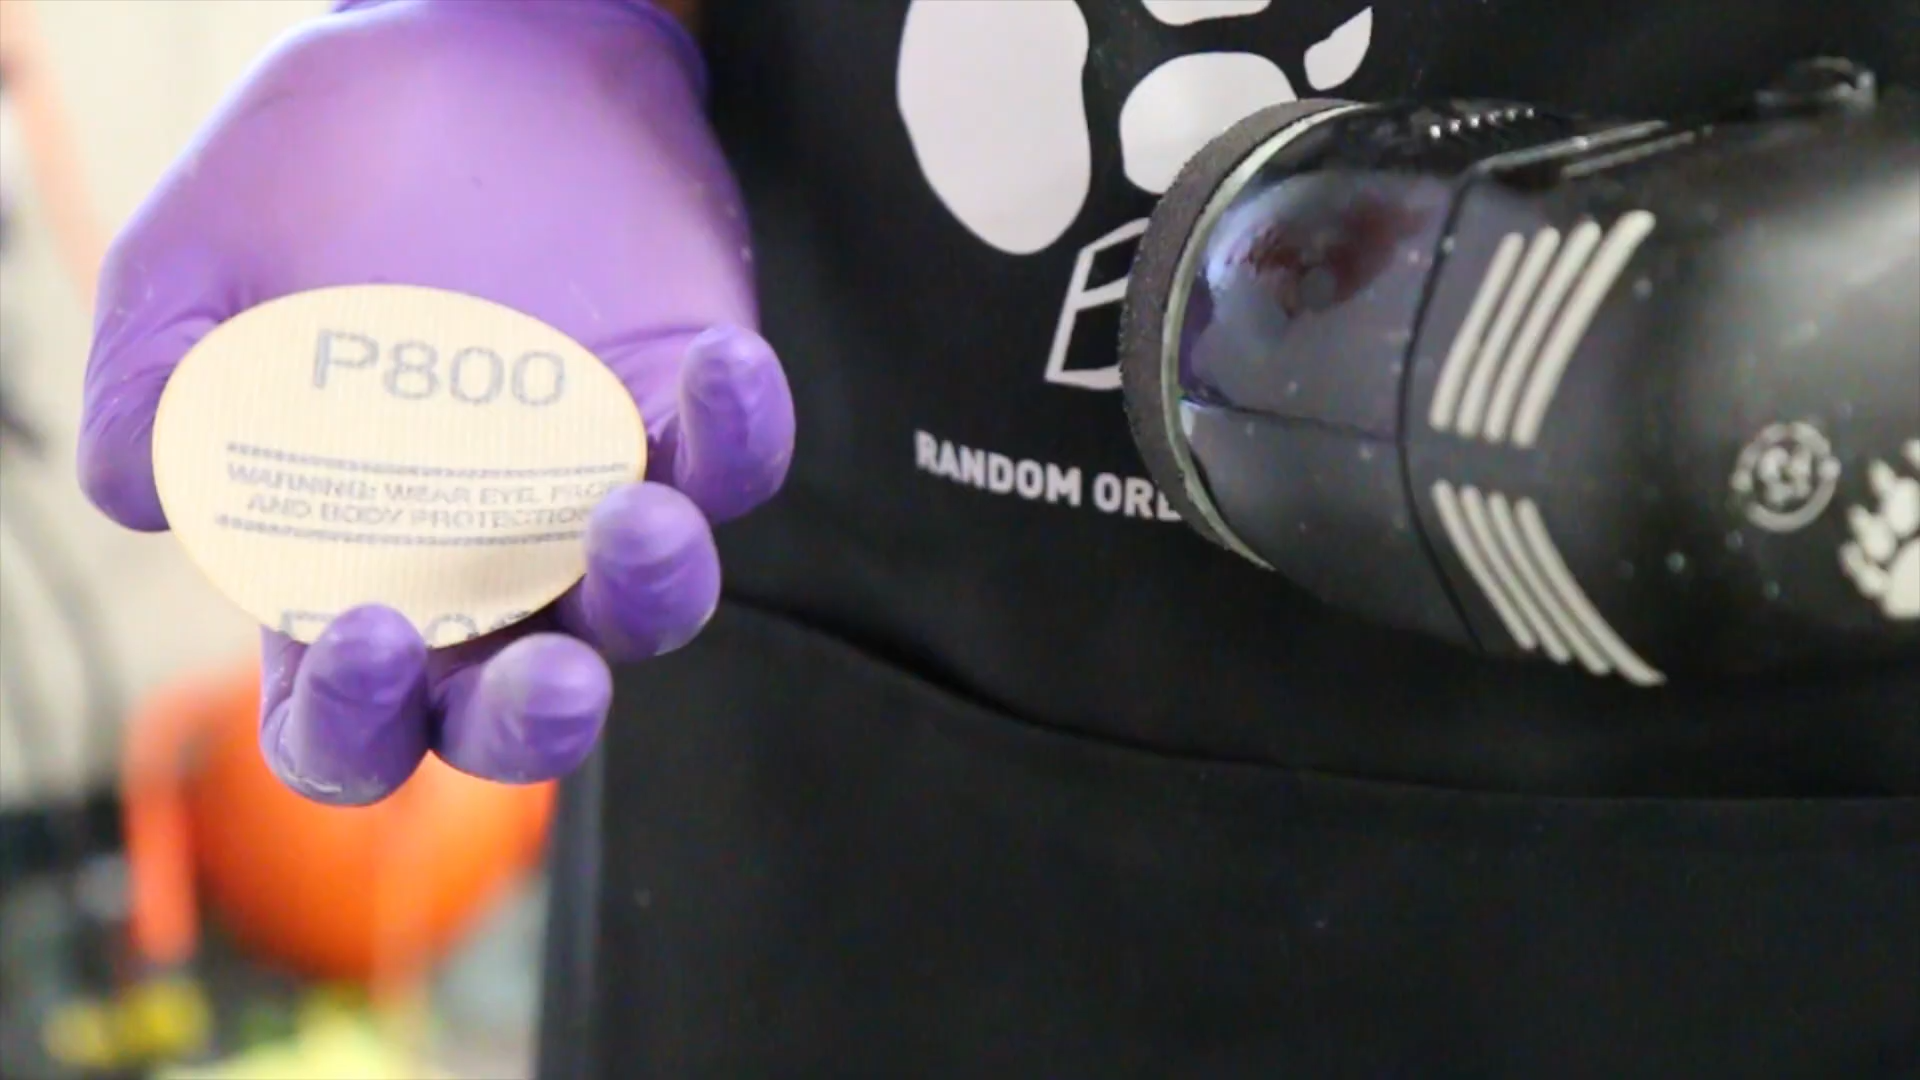 P800
WARNING: WEAR EYE, FACE
AND BODY PROTECTION
RANDOM ORB